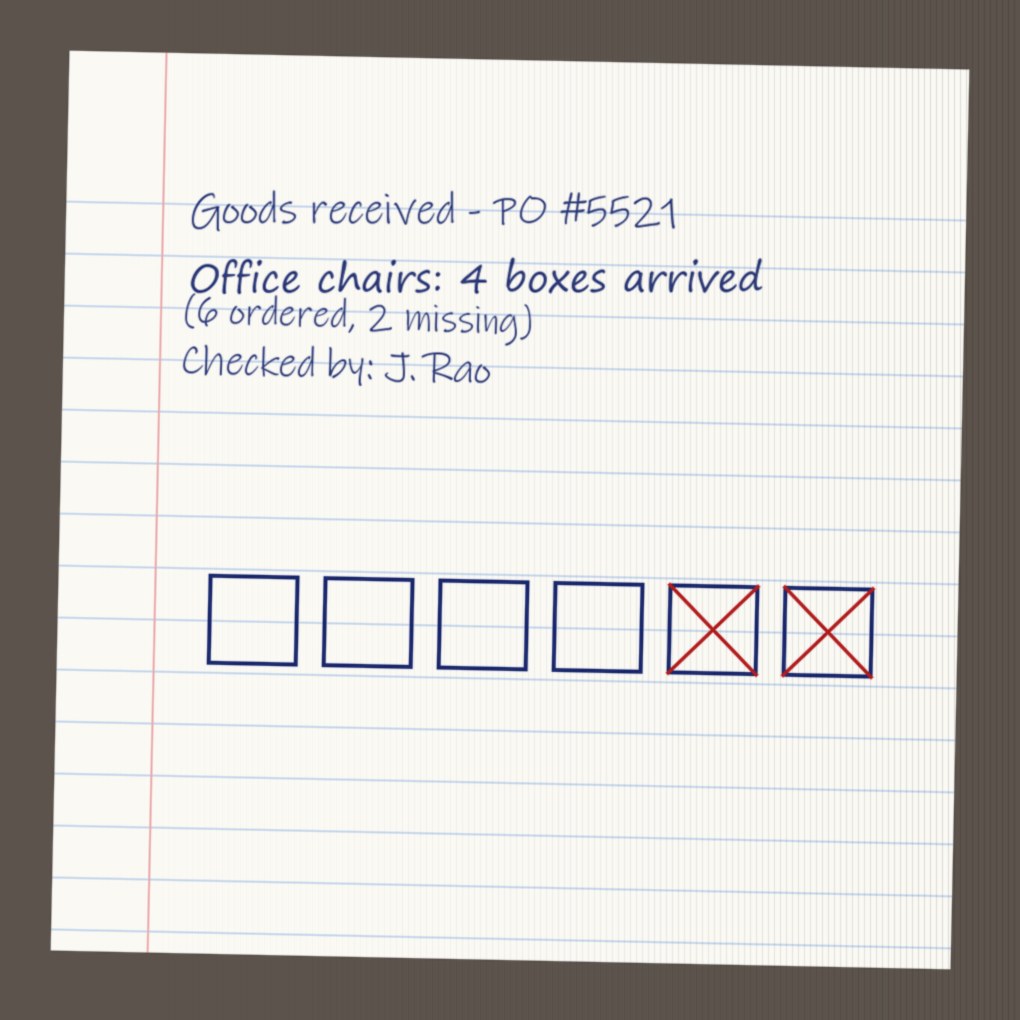 Goods received - PO #5521
Office chairs: 4 boxes arrived
(6 ordered, 2 missing)
Checked by: J. Rao